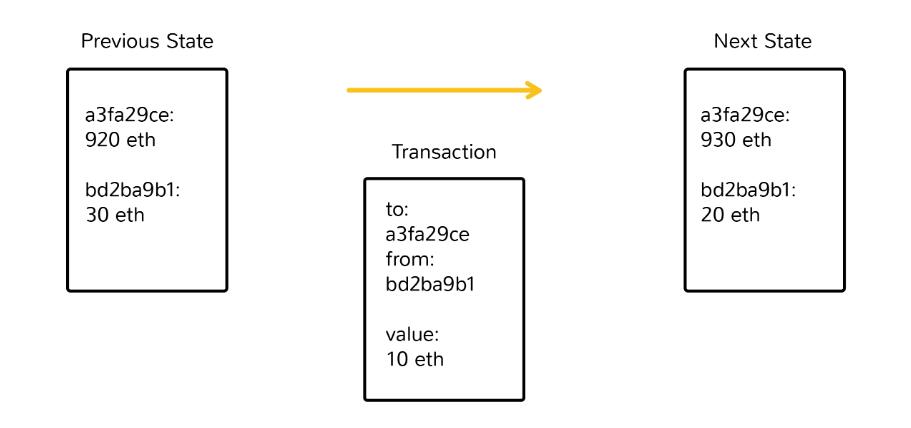 Previous State
a3fa29ce:
920 eth
bd2ba9b1:
30 eth
Transaction
to:
a3fa29ce
from:
bd2ba9b1
value:
10 eth
Next State
a3fa29ce:
930 eth
bd2ba9b1:
20 eth